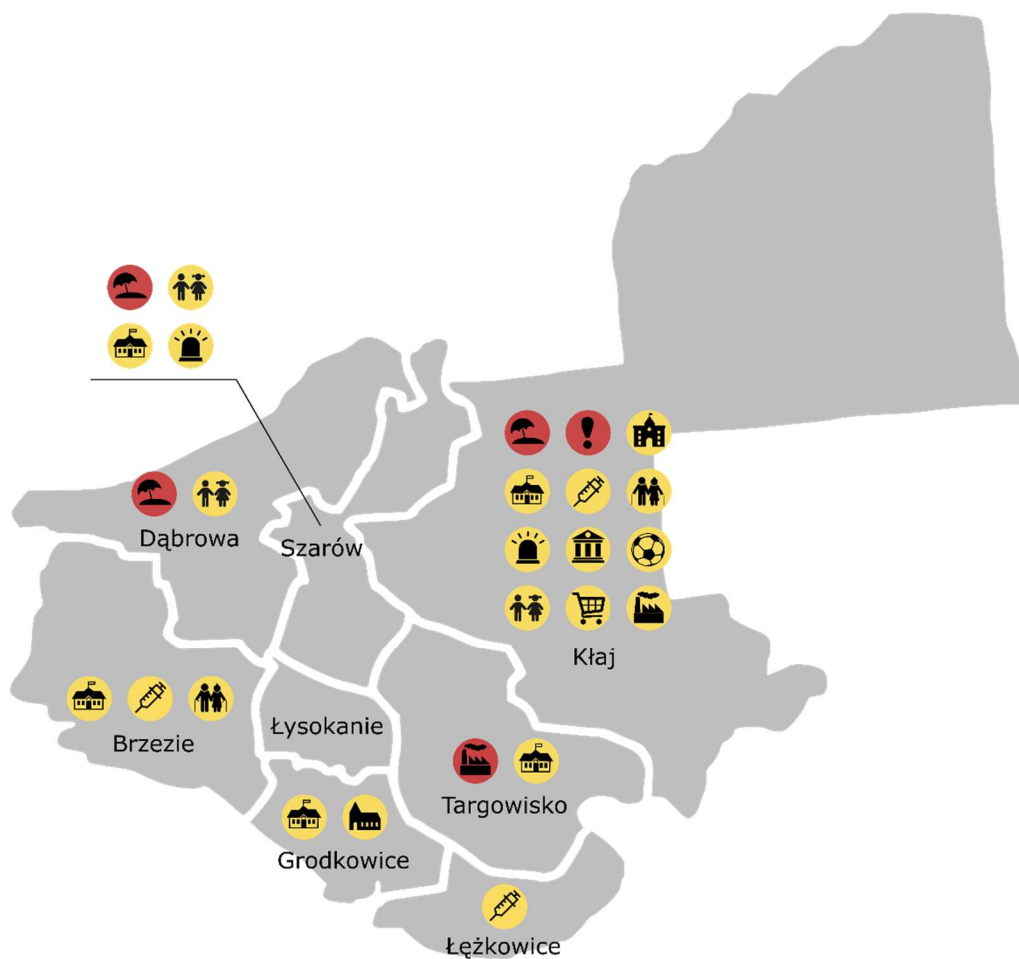 Dąbrowa
Szarów
Kłaj
Łysokanie
Brzezie
Targowisko
Grodkowice
Łężkowice